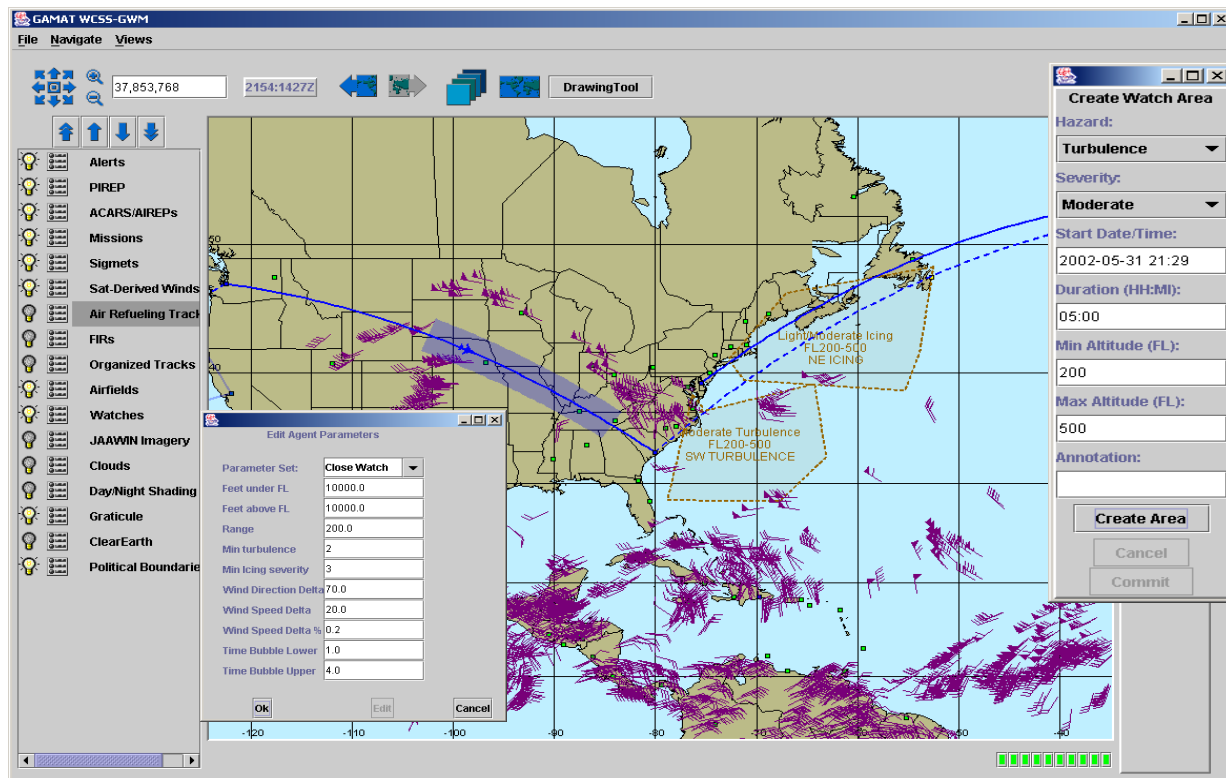 GAMAT WCSS-GWM
File Navigate Views
37,853,768
2154:1427Z
DrawingTool
Alerts
PIREP
ACARS/AIREPs
Missions
Sigmets
Sat-Derived Winds
Air Refueling Track
FIRs
Organized Tracks
Airfields
Watches
JAAWIN Imagery
Clouds
Day/Night Shading
Graticule
ClearEarth
Political Boundarie
50
40
Light/Moderate Icing
FL200-500
NE ICING
Moderate Turbulence
FL200-500
SW TURBULENCE
-120
-110
-100
-90
-80
-70
-60
-50
-40
Edit Agent Parameters
Parameter Set: Close Watch
Feet under FL 10000.0
Feet above FL 10000.0
Range 200.0
Min turbulence 2
Min Icing severity 3
Wind Direction Delta 70.0
Wind Speed Delta 20.0
Wind Speed Delta % 0.2
Time Bubble Lower 1.0
Time Bubble Upper 4.0
Ok Edit Cancel
Create Watch Area
Hazard:
Turbulence
Severity:
Moderate
Start Date/Time:
2002-05-31 21:29
Duration (HH:MI):
05:00
Min Altitude (FL):
200
Max Altitude (FL):
500
Annotation:
Create Area
Cancel
Commit